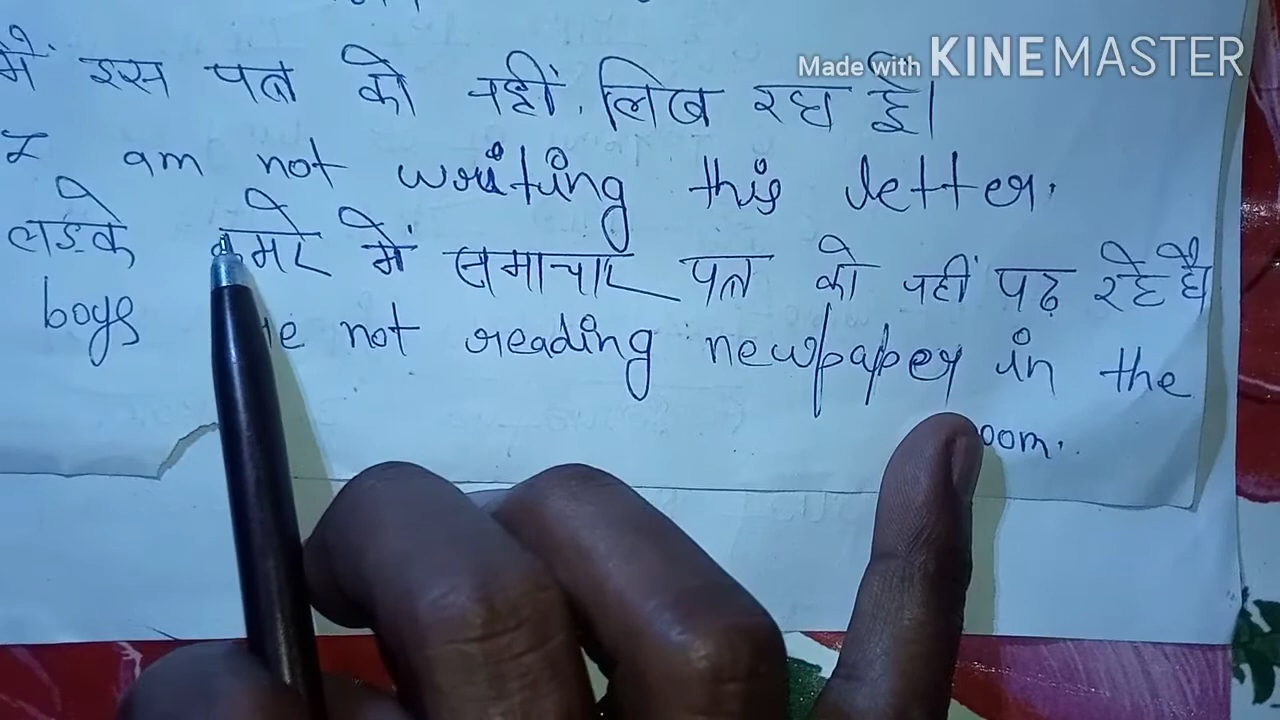 Made with KINEMASTER
मैं इस पत्र को नहीं लिख रहा हूँ।
I am not writing this letter.
लड़के कमरे में समाचार पत्र को नहीं पढ़ रहे है
boys not reading newpaper in the